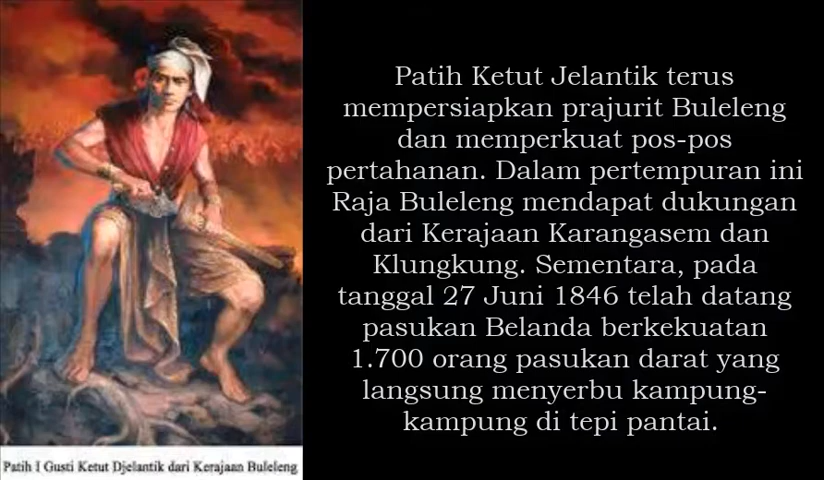 Patih Ketut Jelantik terus
mempersiapkan prajurit Buleleng
dan memperkuat pos-pos
pertahanan. Dalam pertempuran ini
Raja Buleleng mendapat dukungan
dari Kerajaan Karangasem dan
Klungkung. Sementara, pada
tanggal 27 Juni 1846 telah datang
pasukan Belanda berkekuatan
1.700 orang pasukan darat yang
langsung menyerbu kampung-
kampung di tepi pantai.
Patih I Gusti Ketut Djelantik dari Kerajaan Buleleng